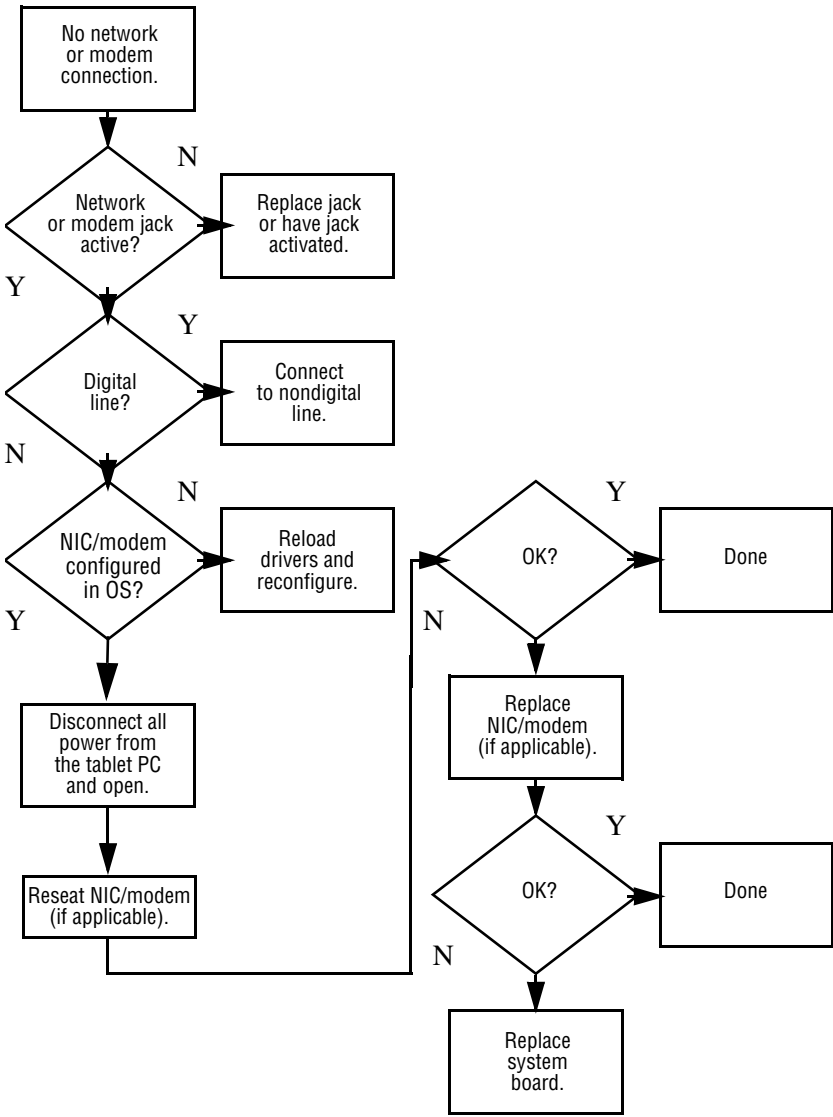 No network
or modem
connection.
N
Network
or modem jack
active?
Replace jack
or have jack
activated.
Y
Y
Digital
line?
Connect
to nondigital
line.
N
N
NIC/modem
configured
in OS?
Reload
drivers and
reconfigure.
Y
Disconnect all
power from
the tablet PC
and open.
Reseat NIC/modem
(if applicable).
Y
OK?
Done
N
Replace
NIC/modem
(if applicable).
Y
OK?
Done
N
Replace
system
board.